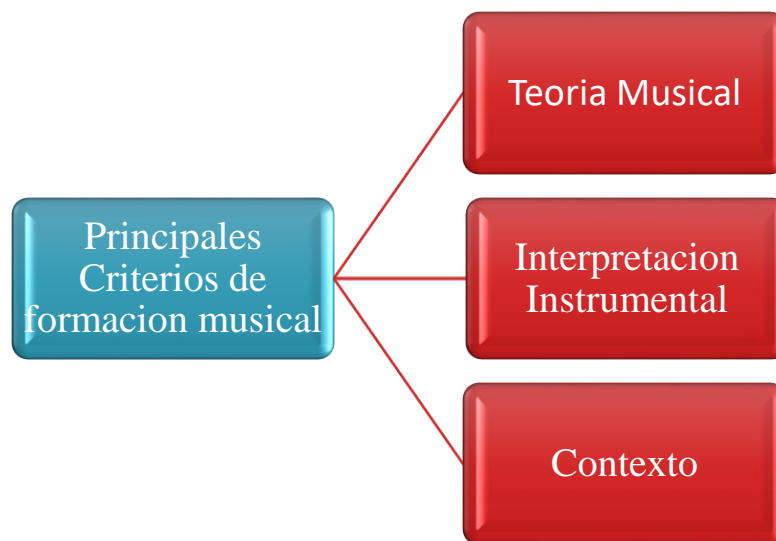 Principales
Criterios de
formacion musical
Teoria Musical
Interpretacion
Instrumental
Contexto